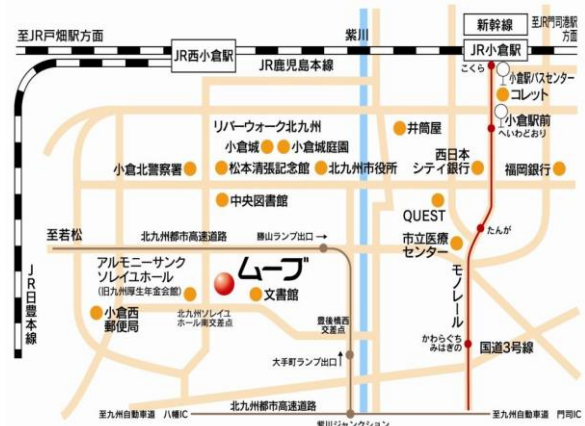 新幹線
至JR戸畑駅方面
JR西小倉駅
紫川
JR小倉駅
至JR門司港駅
方面
JR鹿児島本線
こくら
小倉駅バスセンター
コレット
小倉駅前
へいわどおり
リバーウォーク北九州
井筒屋
小倉城
小倉城庭園
西日本
シティ銀行
福岡銀行
小倉北警察署
松本清張記念館
北九州市役所
中央図書館
QUEST
たんが
至若松
北九州都市高速道路
勝山ランプ出口→
市立医療
センター
アルモニーサンク
ソレイユホール
(旧九州厚生年金会館)
ムーブ
モノレール
JR日豊本線
北九州ソレイユ
ホール南交差点
文書館
小倉西
郵便局
豊後橋西
交差点
かわらぐち
みはぎの
国道3号線
大手町ランプ出口↑
至九州自動車道 八幡IC
北九州都市高速道路
至九州自動車道 門司IC
紫川ジャンクション